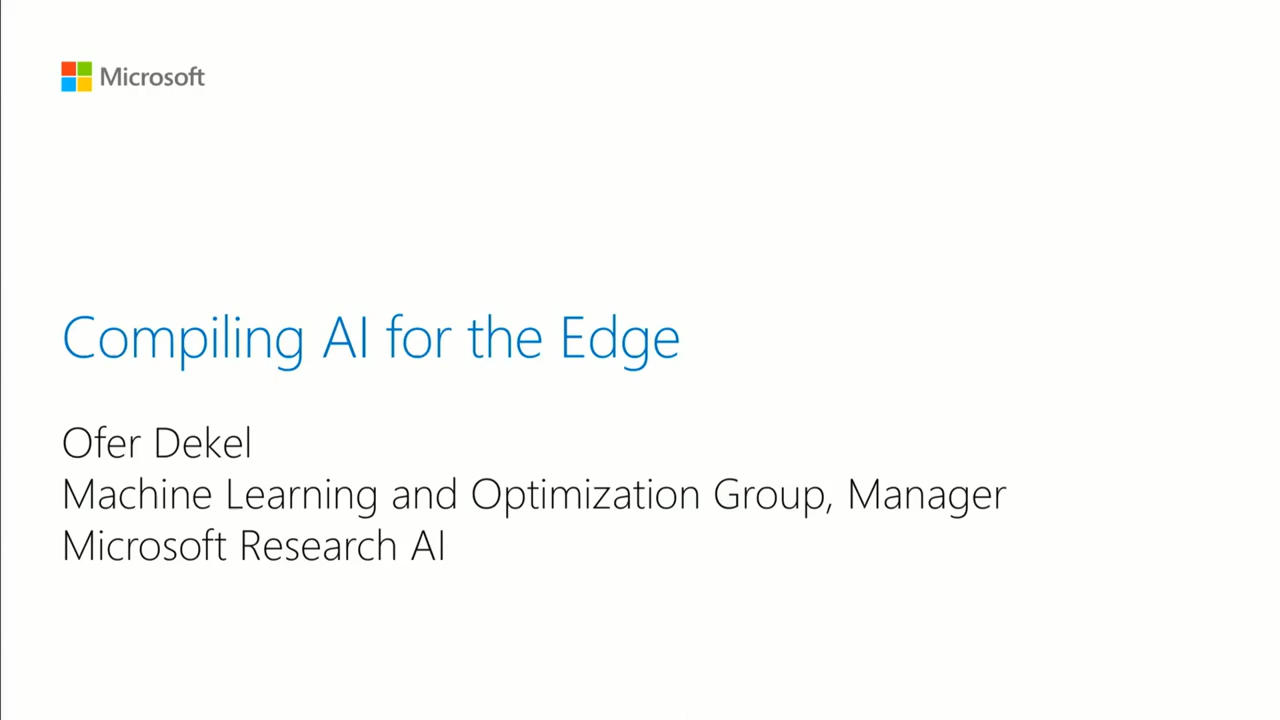 Microsoft
Compiling AI for the Edge
Ofer Dekel
Machine Learning and Optimization Group, Manager
Microsoft Research AI